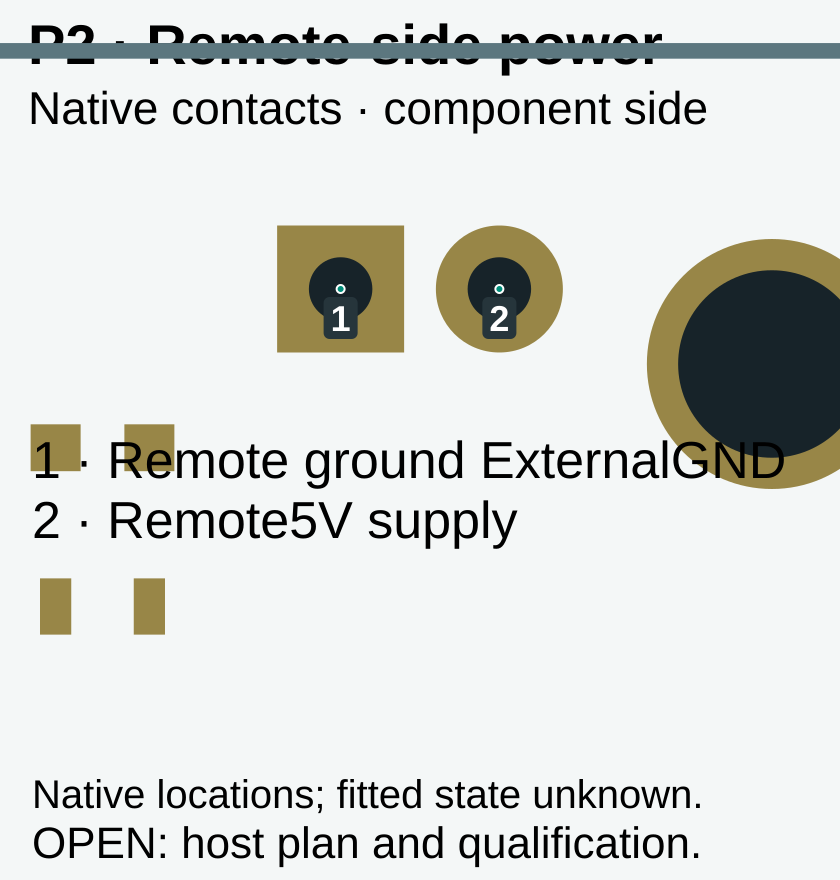 P2 · Remote-side power
Native contacts · component side
1
2
1 · Remote ground ExternalGND
2 · Remote5V supply
Native locations; fitted state unknown.
OPEN: host plan and qualification.